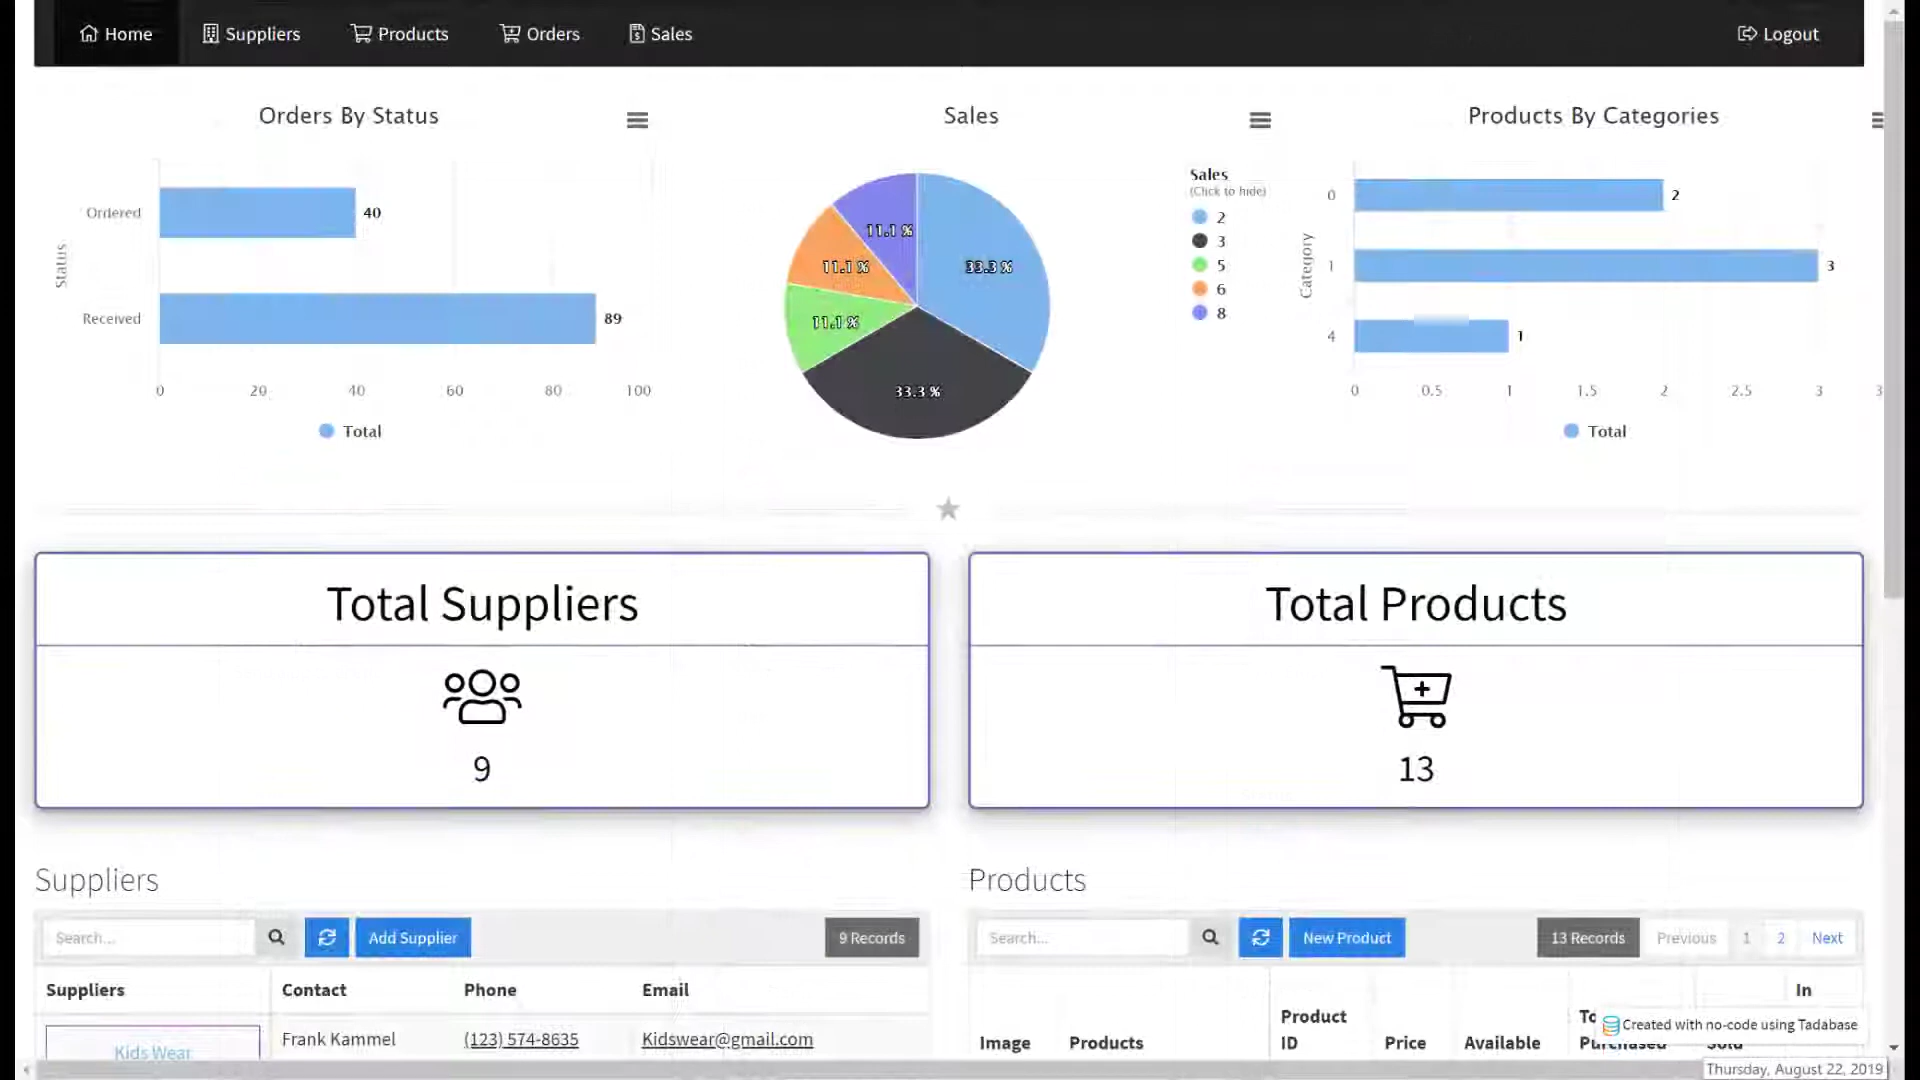 Home Suppliers Products Orders Sales Logout
Orders By Status
Ordered 40
Received 89
Status
0 20 40 60 80 100
Total
Sales
11.1 %
11.1 %
33.3 %
11.1 %
33.3 %
Sales
(Click to hide)
2
3
5
6
8
Products By Categories
0 2
1 3
4 1
Category
0 0.5 1 1.5 2 2.5 3 3
Total
Total Suppliers
9
Total Products
13
Suppliers
Search... Add Supplier 9 Records
Suppliers Contact Phone Email
Kids Wear Frank Kammel (123) 574-8635 Kidswear@gmail.com
Products
Search... New Product 13 Records Previous 1 2 Next
Image Products Product ID Price Available Purchased Sold In
Created with no-code using Tadabase
Thursday, August 22, 2019